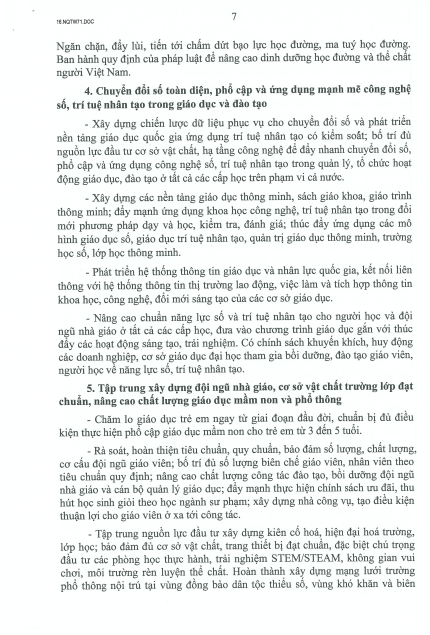 16.NQTW71.DOC
7
Ngăn chặn, đẩy lùi, tiến tới chấm dứt bạo lực học đường, ma tuý học đường.
Ban hành quy định của pháp luật để nâng cao dinh dưỡng học đường và thể chất
người Việt Nam.
4. Chuyển đổi số toàn diện, phổ cập và ứng dụng mạnh mẽ công nghệ
số, trí tuệ nhân tạo trong giáo dục và đào tạo
- Xây dựng chiến lược dữ liệu phục vụ cho chuyển đổi số và phát triển
nền tảng giáo dục quốc gia ứng dụng trí tuệ nhân tạo có kiểm soát; bố trí đủ
nguồn lực đầu tư cơ sở vật chất, hạ tầng công nghệ để đẩy nhanh chuyển đổi số,
phổ cập và ứng dụng công nghệ số, trí tuệ nhân tạo trong quản lý, tổ chức hoạt
động giáo dục, đào tạo ở tất cả các cấp học trên phạm vi cả nước.
- Xây dựng các nền tảng giáo dục thông minh, sách giáo khoa, giáo trình
thông minh; đẩy mạnh ứng dụng khoa học công nghệ, trí tuệ nhân tạo trong đổi
mới phương pháp dạy và học, kiểm tra, đánh giá; thúc đẩy ứng dụng các mô
hình giáo dục số, giáo dục trí tuệ nhân tạo, quản trị giáo dục thông minh, trường
học số, lớp học thông minh.
- Phát triển hệ thống thông tin giáo dục và nhân lực quốc gia, kết nối liên
thông với hệ thống thông tin thị trường lao động, việc làm và tích hợp thông tin
khoa học, công nghệ, đổi mới sáng tạo của các cơ sở giáo dục.
- Nâng cao chuẩn năng lực số và trí tuệ nhân tạo cho người học và đội
ngũ nhà giáo ở tất cả các cấp học, đưa vào chương trình giáo dục gắn với thúc
đẩy các hoạt động sáng tạo, trải nghiệm. Có chính sách khuyến khích, huy động
các doanh nghiệp, cơ sở giáo dục đại học tham gia bồi dưỡng, đào tạo giáo viên,
người học về năng lực số, trí tuệ nhân tạo.
5. Tập trung xây dựng đội ngũ nhà giáo, cơ sở vật chất trường lớp đạt
chuẩn, nâng cao chất lượng giáo dục mầm non và phổ thông
- Chăm lo giáo dục trẻ em ngay từ giai đoạn đầu đời, chuẩn bị đủ điều
kiện thực hiện phổ cập giáo dục mầm non cho trẻ em từ 3 đến 5 tuổi.
- Rà soát, hoàn thiện tiêu chuẩn, quy chuẩn, bảo đảm số lượng, chất lượng,
cơ cấu đội ngũ giáo viên; bố trí đủ số lượng biên chế giáo viên, nhân viên theo
tiêu chuẩn quy định; nâng cao chất lượng công tác đào tạo, bồi dưỡng đội ngũ
nhà giáo và cán bộ quản lý giáo dục; đẩy mạnh thực hiện chính sách ưu đãi, thu
hút học sinh giỏi theo học ngành sư phạm; xây dựng nhà công vụ, tạo điều kiện
thuận lợi cho giáo viên ở xa tới công tác.
- Tập trung nguồn lực đầu tư xây dựng kiên cố hoá, hiện đại hoá trường,
lớp học; bảo đảm đủ cơ sở vật chất, trang thiết bị đạt chuẩn, đặc biệt chú trọng
đầu tư các phòng học thực hành, trải nghiệm STEM/STEAM, không gian vui
chơi, môi trường rèn luyện thể chất. Hoàn thành xây dựng mạng lưới trường
phổ thông nội trú tại vùng đồng bào dân tộc thiểu số, vùng khó khăn và biên